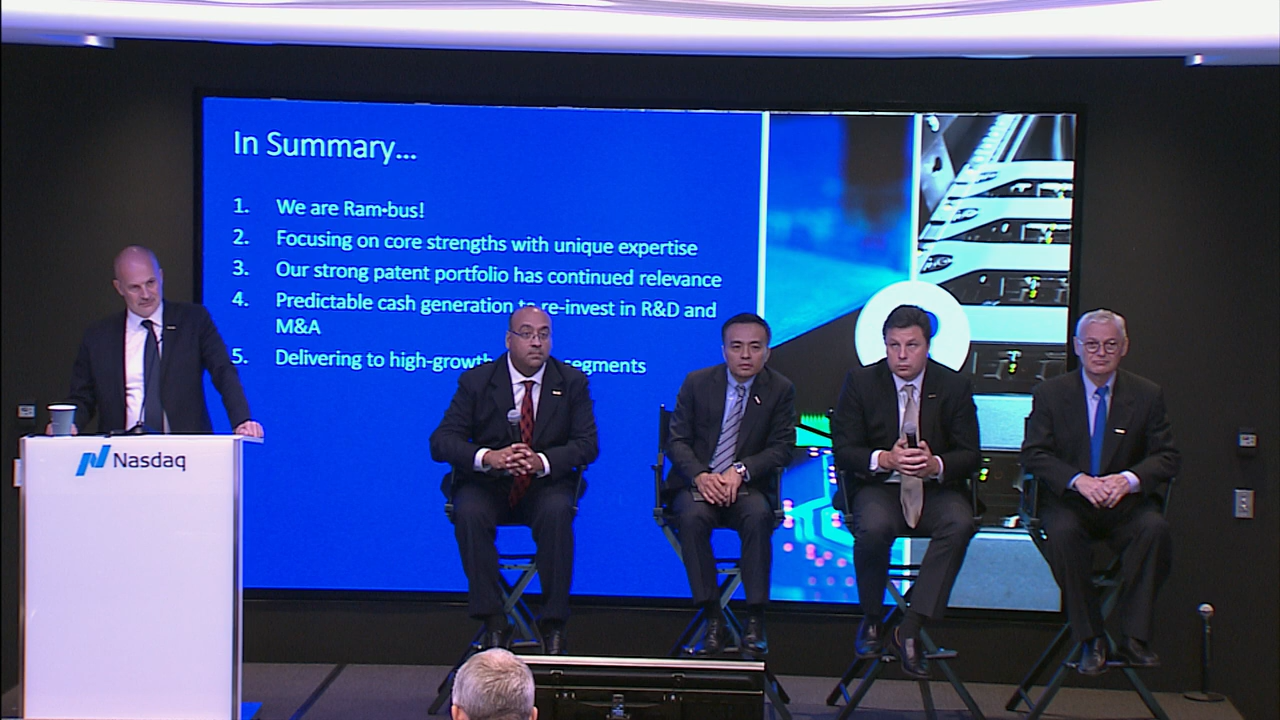 In Summary...
1. We are Ram•bus!
2. Focusing on core strengths with unique expertise
3. Our strong patent portfolio has continued relevance
4. Predictable cash generation to re-invest in R&D and
M&A
5. Delivering to high-growth segments
Nasdaq